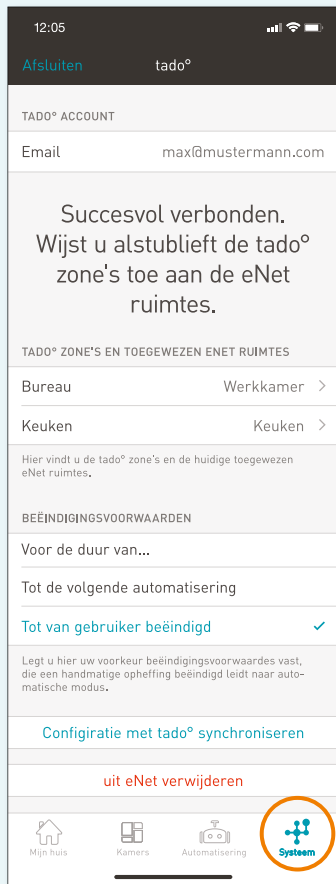 12:05
Afsluiten tado°
TADO° ACCOUNT
Email max@mustermann.com
Succesvol verbonden.
Wijst u alstublieft de tado°
zone's toe aan de eNet
ruimtes.
TADO° ZONE'S EN TOEGEWEZEN ENET RUIMTES
Bureau Werkkamer >
Keuken Keuken >
Hier vindt u de tado° zone's en de huidige toegewezen
eNet ruimtes.
BEËINDIGINGSVOORWAARDEN
Voor de duur van...
Tot de volgende automatisering
Tot van gebruiker beëindigd
Legt u hier uw voorkeur beëindigingsvoorwaardes vast,
die een handmatige opheffing beëindigd leidt naar auto-
matische modus.
Configiratie met tado° synchroniseren
uit eNet verwijderen
Mijn huis Kamers Automatisering Systeem